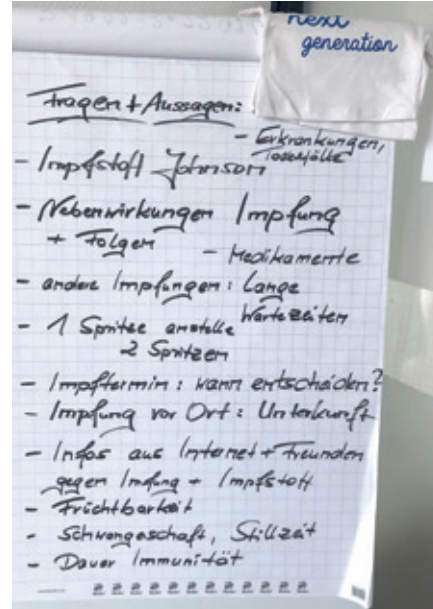 next
generation
Fragen + Aussagen:
- Erkrankungen,
Todesfälle
- Impfstoff Johnson
- Nebenwirkungen Impfung
+ Folgen
- Medikamente
- andere Impfungen: Lange
Wartezeiten
- 1 Spritze anstelle
2 Spritzen
- Impftermin: wann entscheiden?
- Impfung vor Ort: Unterkunft
- Infos aus Internet + Freunden
gegen Impfung + Impfstoff
- Fruchtbarkeit
- Schwangeschaft, Stillzeit
- Dauer Immunität